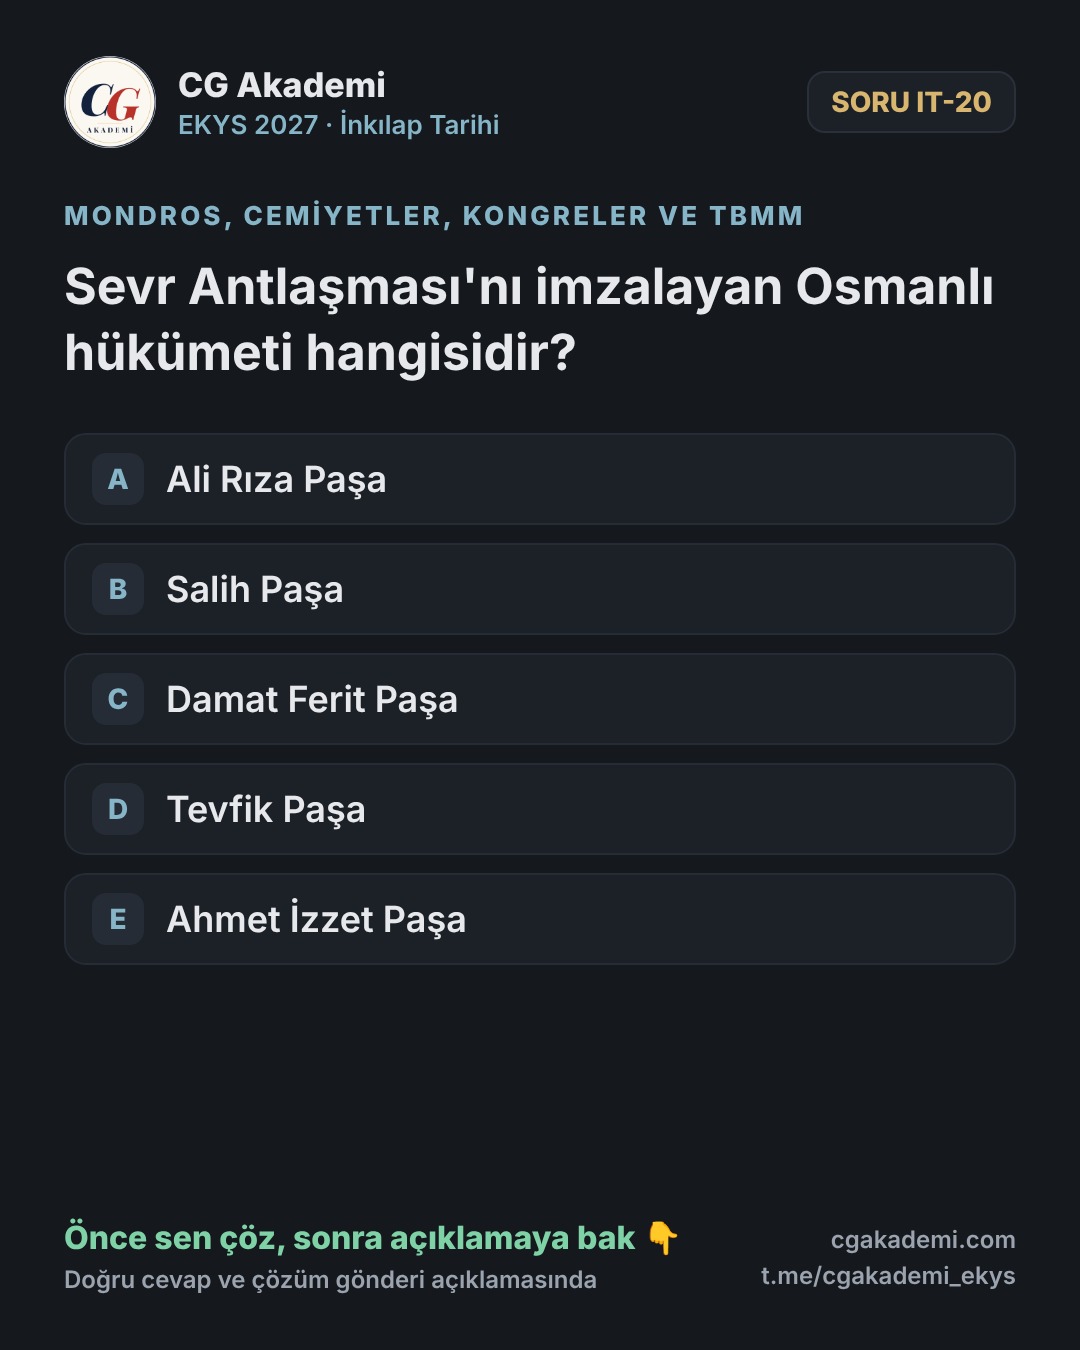 CG
AKADEMİ
CG Akademi
EKYS 2027 · İnkılap Tarihi
SORU IT-20
MONDROS, CEMİYETLER, KONGRELER VE TBMM
Sevr Antlaşması'nı imzalayan Osmanlı
hükümeti hangisidir?
A Ali Rıza Paşa
B Salih Paşa
C Damat Ferit Paşa
D Tevfik Paşa
E Ahmet İzzet Paşa
Önce sen çöz, sonra açıklamaya bak 👇
Doğru cevap ve çözüm gönderi açıklamasında
cgakademi.com
t.me/cgakademi_ekys